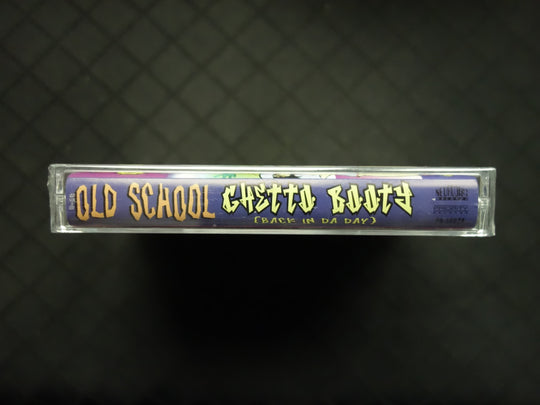 OLD SCHOOL GHETTO BOOTY
(BACK IN DA DAY)